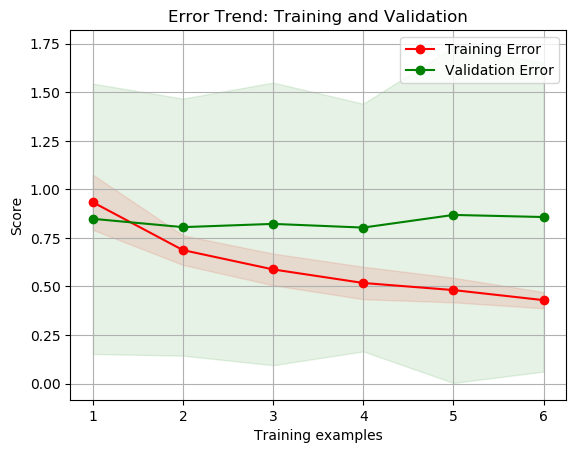 Error Trend: Training and Validation
1.75
1.50
1.25
1.00
0.75
0.50
0.25
0.00
Score
Training Error
Validation Error
1 2 3 4 5 6
Training examples